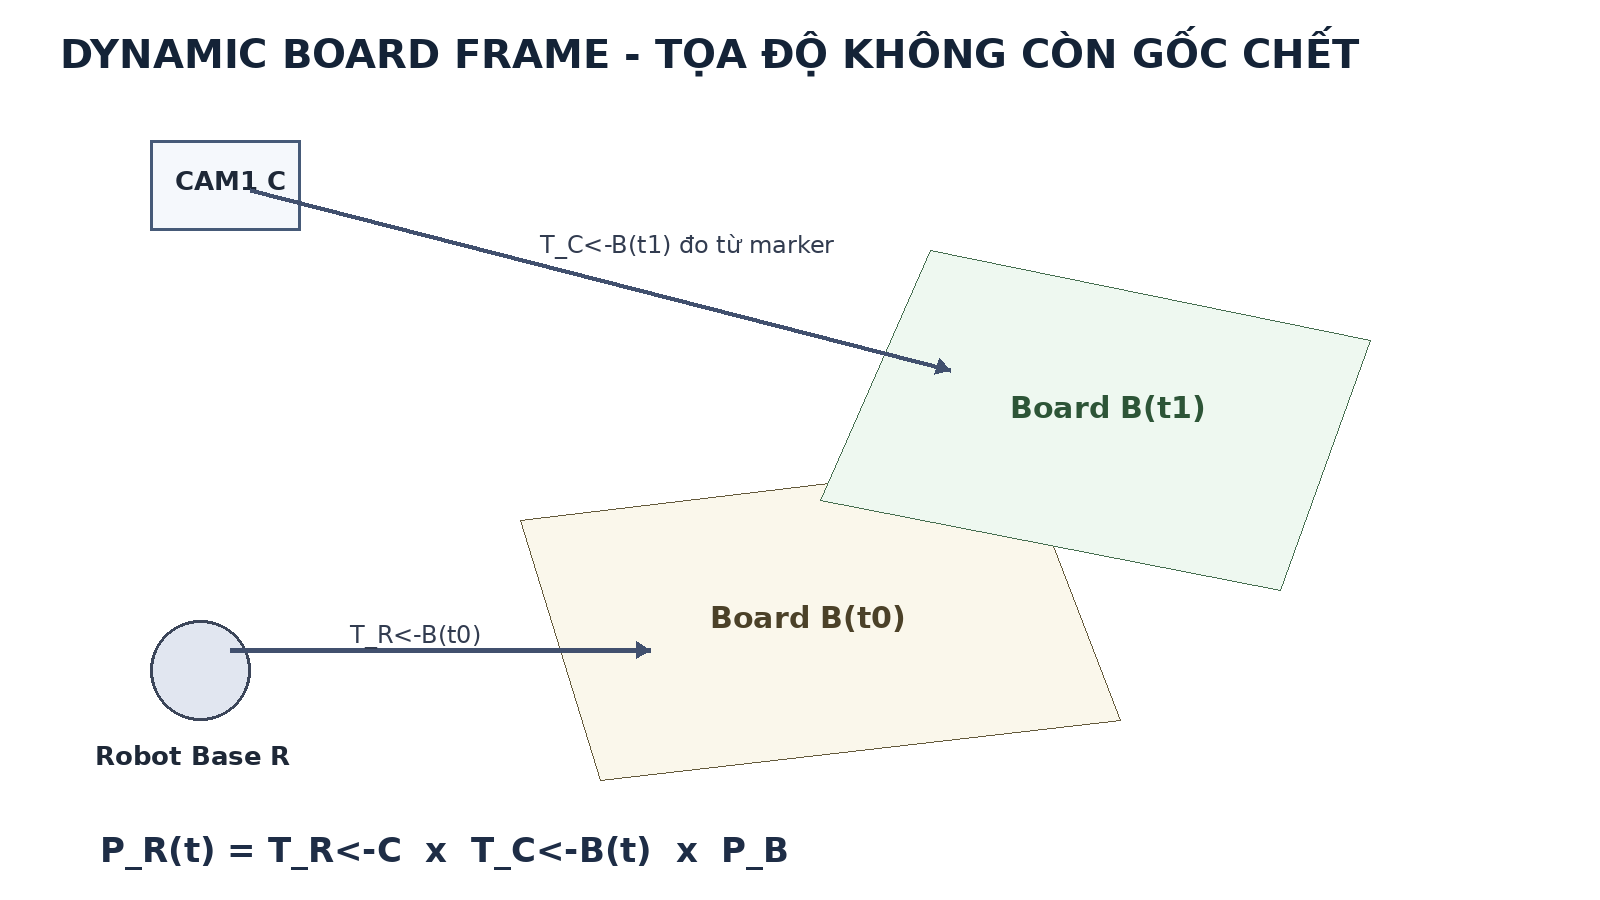 DYNAMIC BOARD FRAME - TỌA ĐỘ KHÔNG CÒN GỐC CHẾT
CAM1 C
T_C<-B(t1) đo từ marker
Board B(t1)
Board B(t0)
T_R<-B(t0)
Robot Base R
P_R(t) = T_R<-C x T_C<-B(t) x P_B